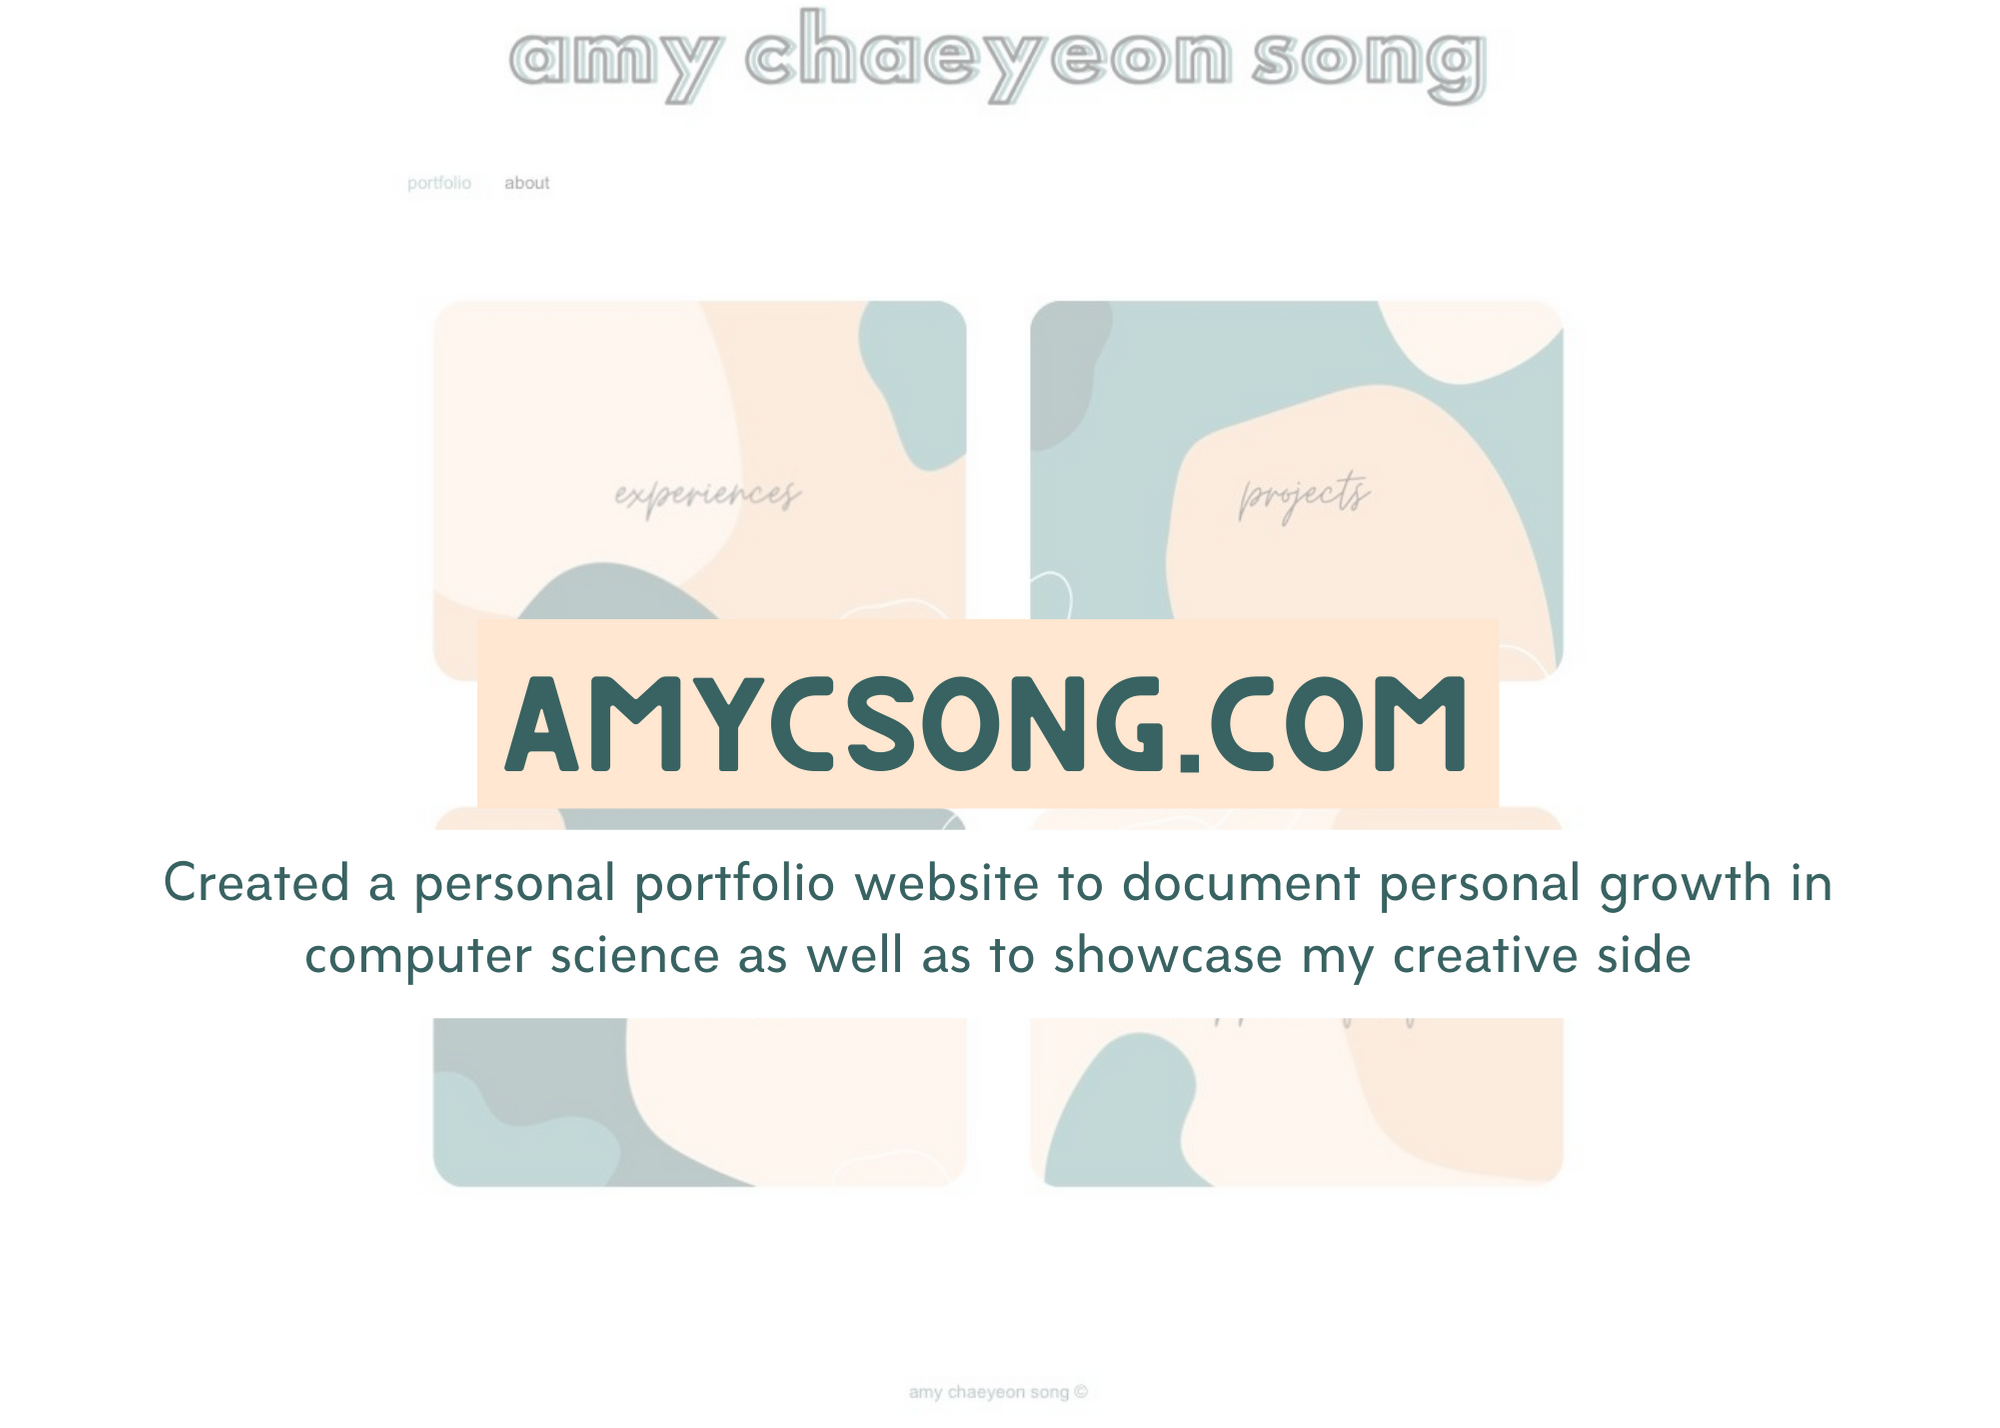 amy chaeyeon song
portfolio about
experiences projects
AMYCSONG.COM
Created a personal portfolio website to document personal growth in
computer science as well as to showcase my creative side
amy chaeyeon song ©